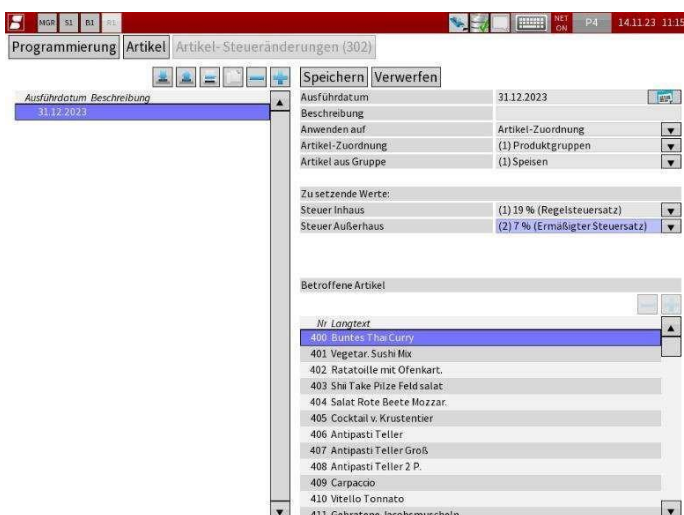 MGR S1 B1 R1 NET ON P4 14.11.23 11:15
Programmierung Artikel Artikel-Steueränderungen (302)
Speichern Verwerfen
Ausführdatum Beschreibung
31.12.2023
Ausführdatum 31.12.2023
Beschreibung
Anwenden auf Artikel-Zuordnung
Artikel-Zuordnung (1) Produktgruppen
Artikel aus Gruppe (1) Speisen
Zu setzende Werte:
Steuer Inhaus (1) 19 % (Regelsteuersatz)
Steuer Außerhaus (2) 7 % (Ermäßigter Steuersatz)
Betroffene Artikel
Nr Langtext
400 Buntes Thai Curry
401 Vegetar. Sushi Mix
402 Ratatoille mit Ofenkart.
403 Shii Take Pilze Feld salat
404 Salat Rote Beete Mozzar.
405 Cocktail v. Krustentier
406 Antipasti Teller
407 Antipasti Teller Groß
408 Antipasti Teller 2 P.
409 Carpaccio
410 Vitello Tonnato
411 Gebratene Jacobsmuscheln